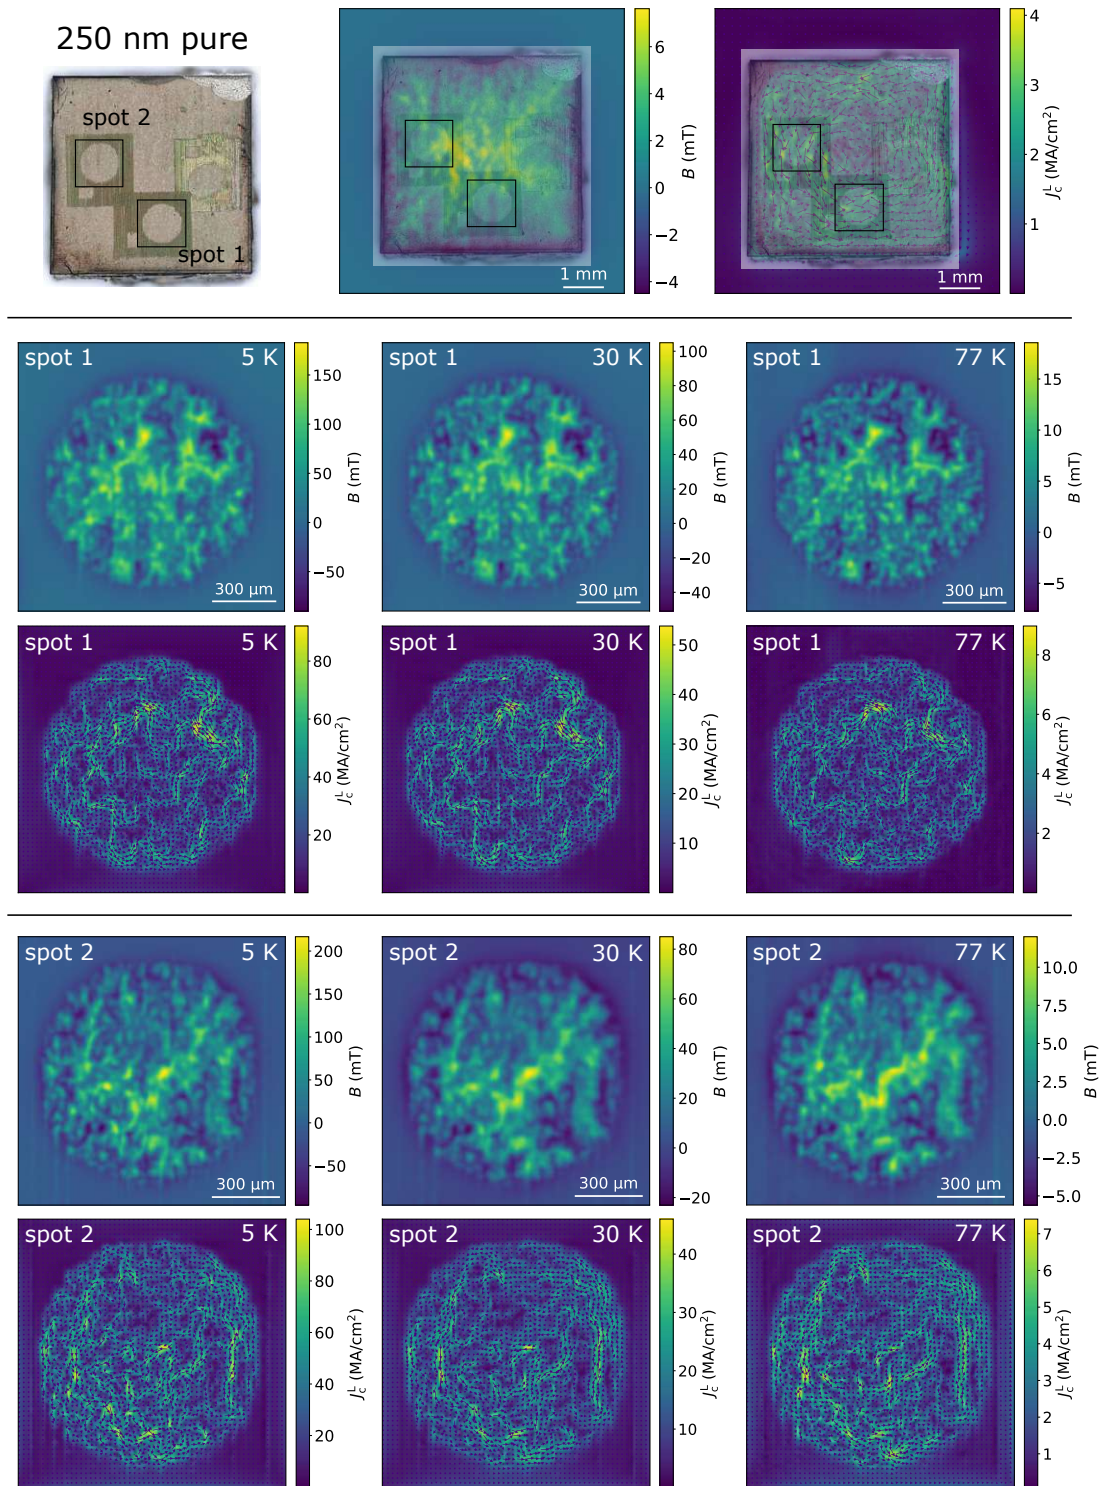 250 nm pure
spot 2
spot 1
6
4
2
0
−2
−4
B (mT)
1 mm
4
3
2
1
J_c^L (MA/cm²)
1 mm
spot 1
5 K
150
100
50
0
−50
B (mT)
300 µm
spot 1
30 K
100
80
60
40
20
0
−20
−40
B (mT)
300 µm
spot 1
77 K
15
10
5
0
−5
B (mT)
300 µm
spot 1
5 K
80
60
40
20
J_c^L (MA/cm²)
spot 1
30 K
50
40
30
20
10
0
J_c^L (MA/cm²)
spot 1
77 K
8
6
4
2
J_c^L (MA/cm²)
spot 2
5 K
200
150
100
50
0
−50
B (mT)
300 µm
spot 2
30 K
80
60
40
20
0
−20
B (mT)
300 µm
spot 2
77 K
10.0
7.5
5.0
2.5
0.0
−2.5
−5.0
B (mT)
300 µm
spot 2
5 K
100
80
60
40
20
J_c^L (MA/cm²)
spot 2
30 K
40
30
20
10
J_c^L (MA/cm²)
spot 2
77 K
7
6
5
4
3
2
1
J_c^L (MA/cm²)